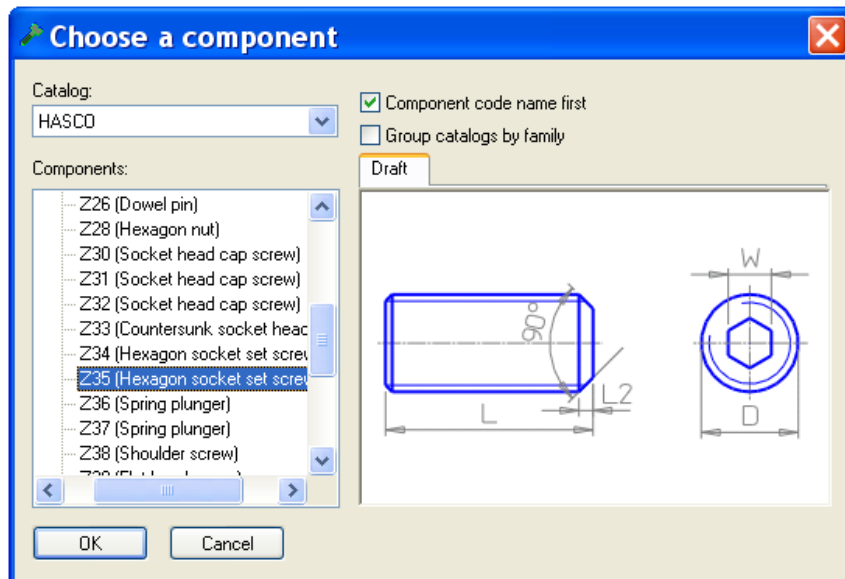 Choose a component
Catalog:
HASCO
Components:
Z26 (Dowel pin)
Z28 (Hexagon nut)
Z30 (Socket head cap screw)
Z31 (Socket head cap screw)
Z32 (Socket head cap screw)
Z33 (Countersunk socket head
Z34 (Hexagon socket set screw
Z35 (Hexagon socket set screw
Z36 (Spring plunger)
Z37 (Spring plunger)
Z38 (Shoulder screw)
OK
Cancel
Component code name first
Group catalogs by family
Draft
W
90°
L2
L
D